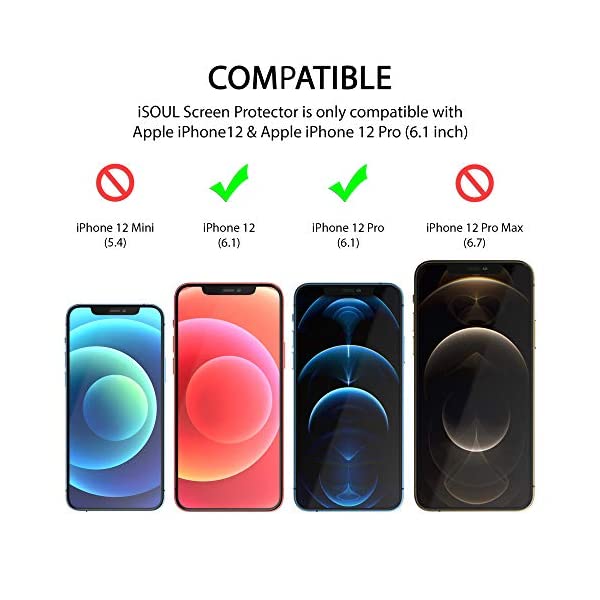 COMPATIBLE
iSOUL Screen Protector is only compatible with
Apple iPhone12 & Apple iPhone 12 Pro (6.1 inch)
iPhone 12 Mini
(5.4)
iPhone 12
(6.1)
iPhone 12 Pro
(6.1)
iPhone 12 Pro Max
(6.7)